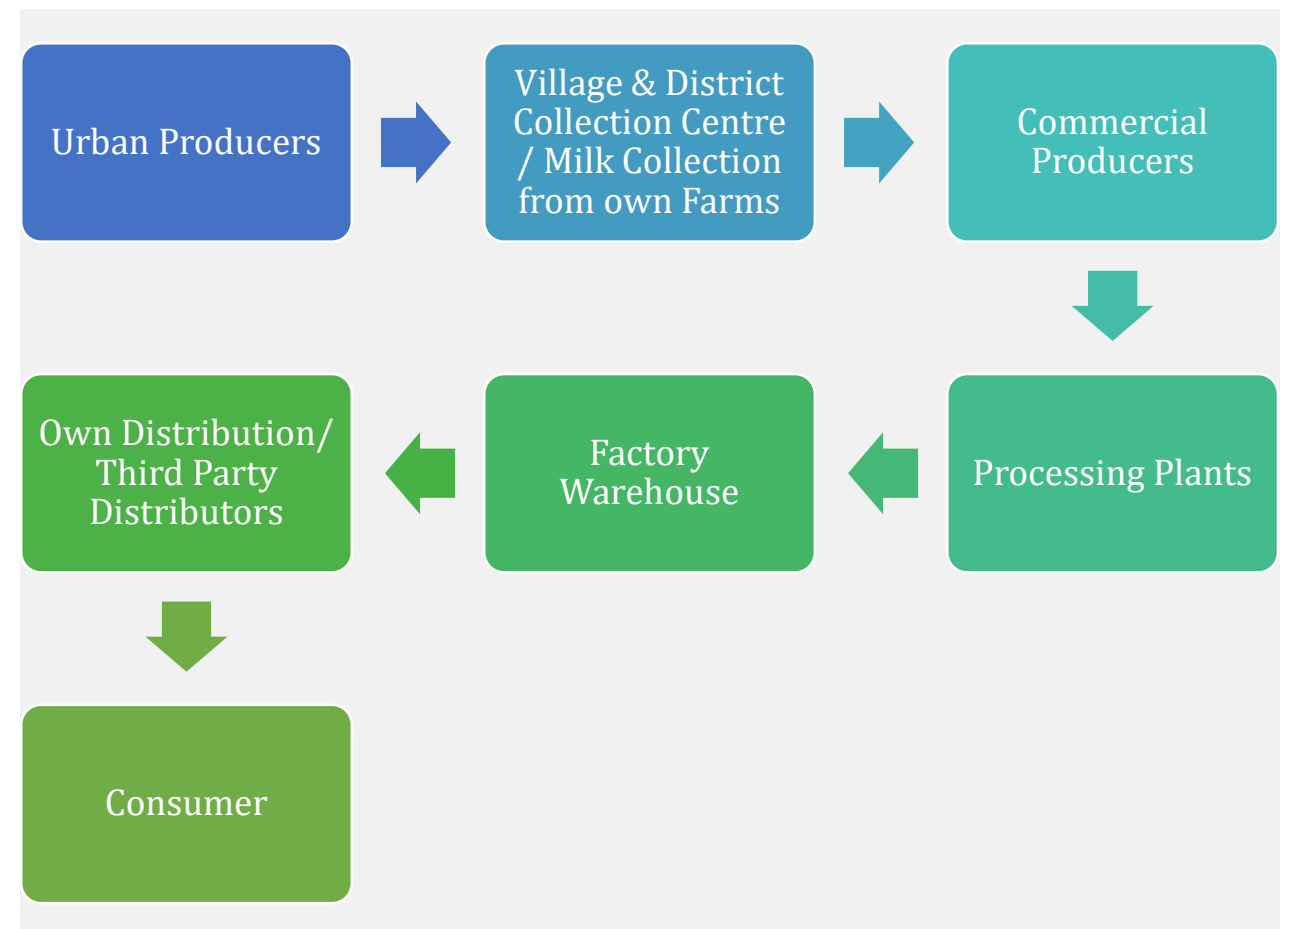 Urban Producers
Village & District
Collection Centre
/ Milk Collection
from own Farms
Commercial
Producers
Processing Plants
Factory
Warehouse
Own Distribution/
Third Party
Distributors
Consumer